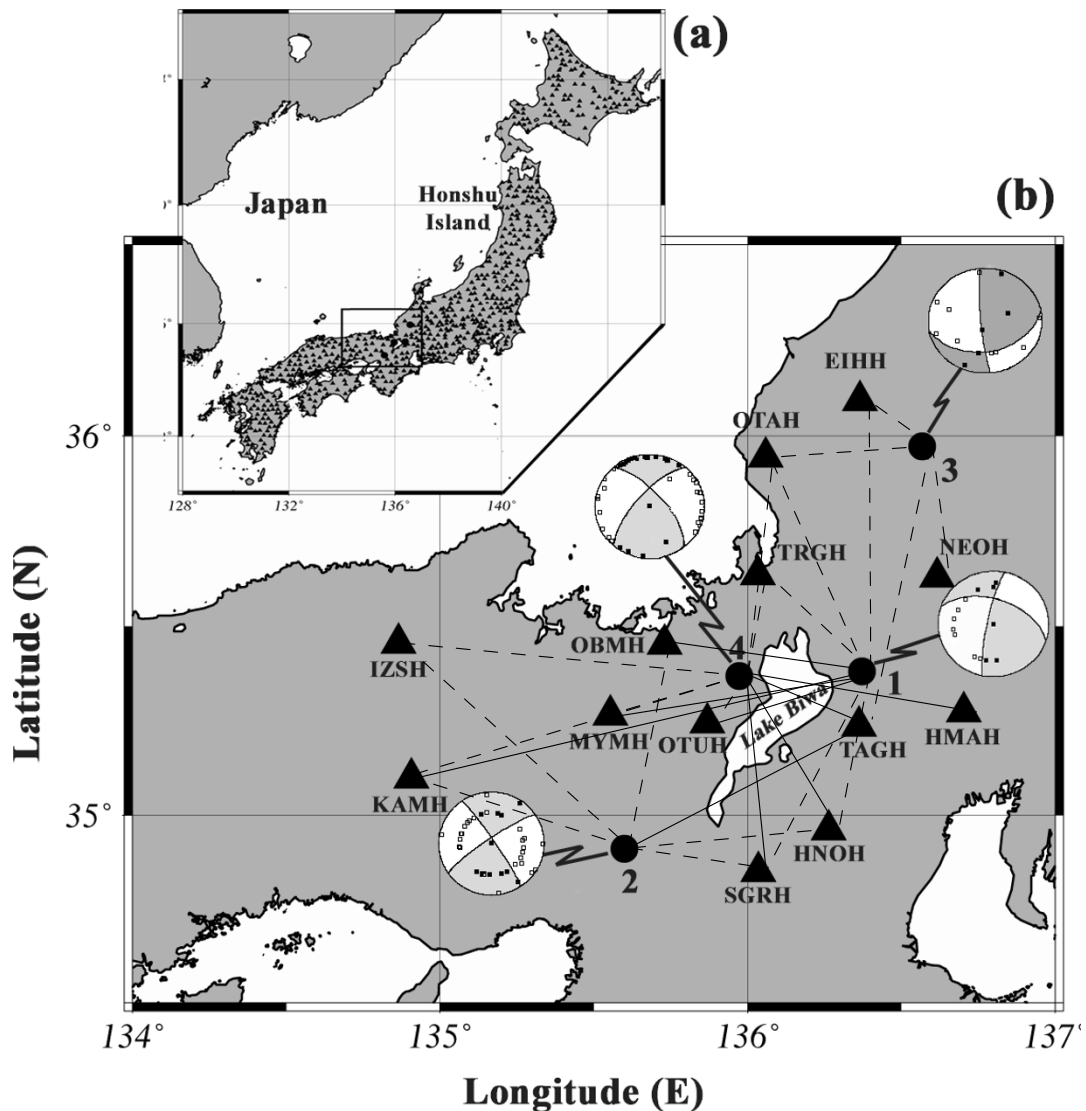 (a)
Japan
Honshu
Island
128°
132°
136°
140°
(b)
EIHH
OTAH
36°
3
TRGH
NEOH
OBMH
4
IZSH
1
Lake Biwa
MYMH
OTUH
TAGH
HMAH
KAMH
35°
HNOH
2
SGRH
Latitude (N)
134°
135°
136°
137°
Longitude (E)